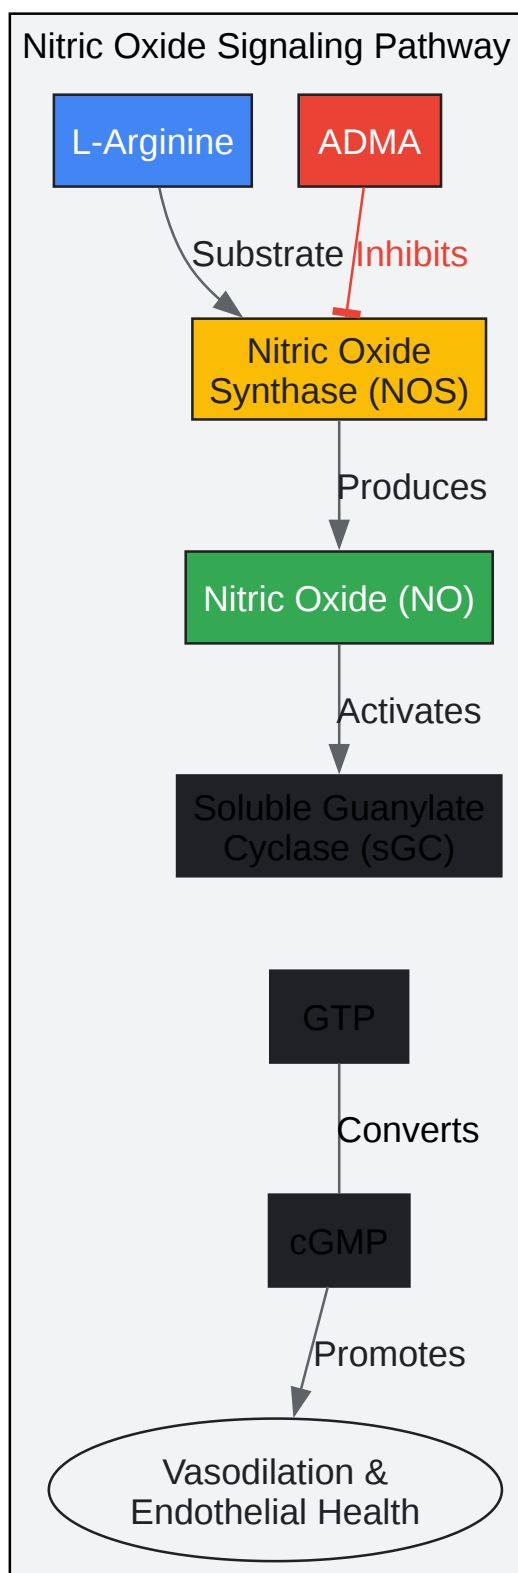 Nitric Oxide Signaling Pathway
L-Arginine
ADMA
Substrate
Inhibits
Nitric Oxide
Synthase (NOS)
Produces
Nitric Oxide (NO)
Activates
Soluble Guanylate
Cyclase (sGC)
GTP
Converts
cGMP
Promotes
Vasodilation &
Endothelial Health